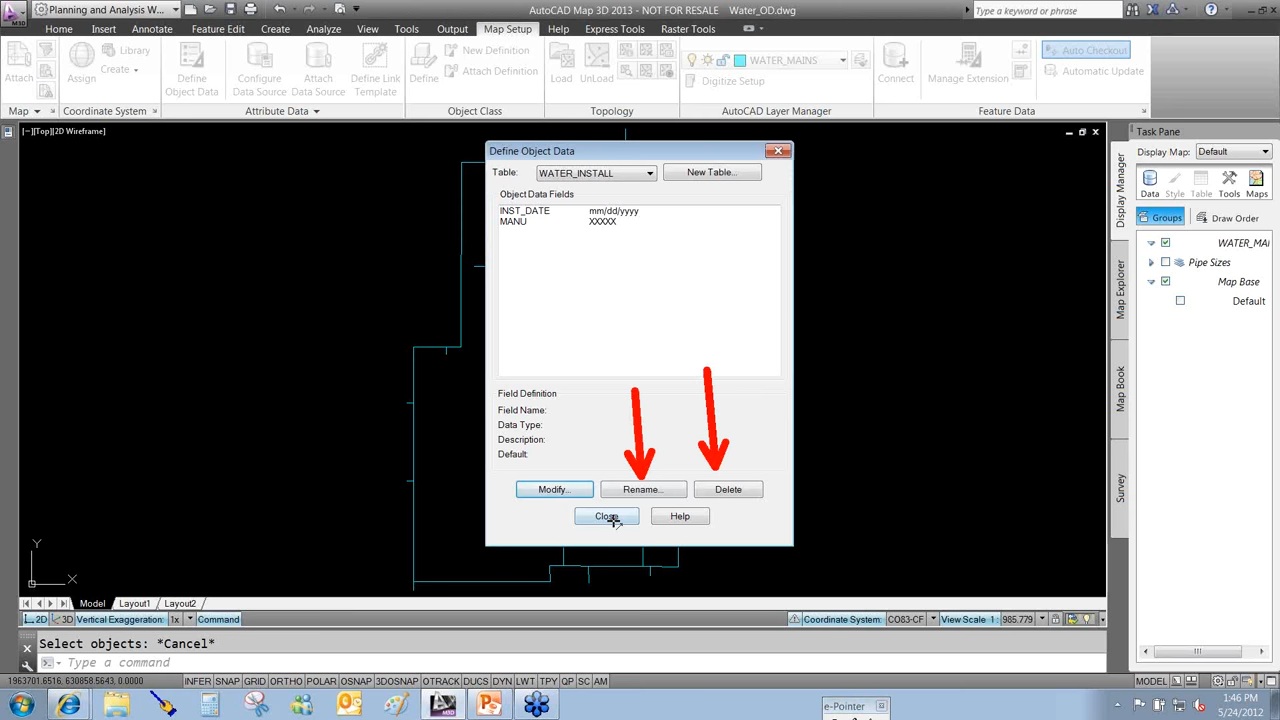 Planning and Analysis W...
AutoCAD Map 3D 2013 - NOT FOR RESALE Water_OD.dwg
Type a keyword or phrase
M3D
Home Insert Annotate Feature Edit Create Analyze View Tools Output Map Setup Help Express Tools Raster Tools
Attach
Assign
Library
Create
Define Object Data
Configure Data Source
Attach Data Source
Define Link Template
Define
New Definition
Attach Definition
Load
UnLoad
WATER_MAINS
Digitize Setup
Connect
Manage Extension
Auto Checkout
Automatic Update
Map Coordinate System Attribute Data Object Class Topology AutoCAD Layer Manager Feature Data
[−][Top][2D Wireframe]
Define Object Data
Table: WATER_INSTALL New Table...
Object Data Fields
INST_DATE mm/dd/yyyy
MANU XXXXX
Field Definition
Field Name:
Data Type:
Description:
Default:
Modify... Rename... Delete
Close Help
Y
X
Task Pane
Display Map: Default
Data Style Table Tools Maps
Groups Draw Order
WATER_MAI
Pipe Sizes
Map Base
Default
Display Manager
Map Explorer
Map Book
Survey
Model Layout1 Layout2
2D 3D Vertical Exaggeration: 1x Command
Coordinate System: CO83-CF View Scale 1: 985.779
Select objects: *Cancel*
Type a command
1963701.6516, 630858.5643, 0.0000 INFER SNAP GRID ORTHO POLAR OSNAP 3DOSNAP OTRACK DUCS DYN LWT TPY QP SC AM
MODEL
e-Pointer
1:46 PM
5/24/2012